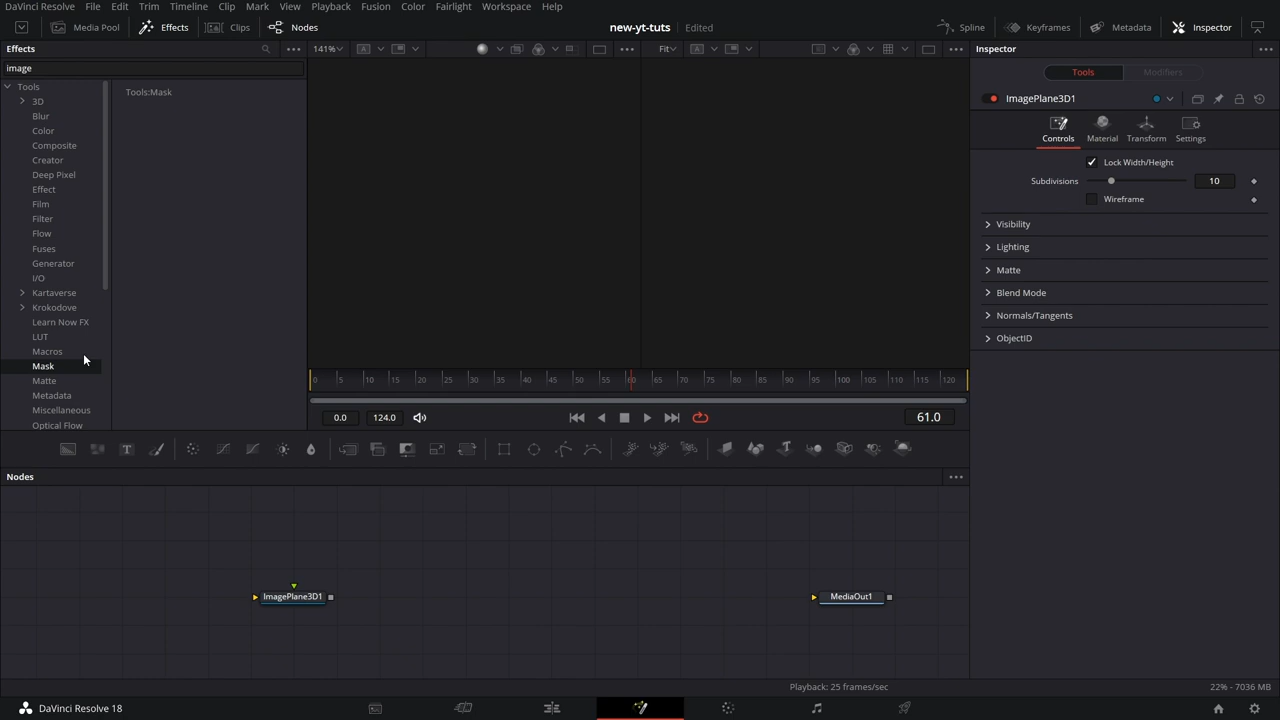 DaVinci Resolve File Edit Trim Timeline Clip Mark View Playback Fusion Color Fairlight Workspace Help
Media Pool Effects Clips Nodes new-yt-tuts Edited Spline Keyframes Metadata Inspector
Effects 141% Fit Inspector
image
Tools
3D
Blur
Color
Composite
Creator
Deep Pixel
Effect
Film
Filter
Flow
Fuses
Generator
I/O
Kartaverse
Krokodove
Learn Now FX
LUT
Macros
Mask
Matte
Metadata
Miscellaneous
Optical Flow
Tools:Mask
Tools Modifiers
ImagePlane3D1
Controls Material Transform Settings
Lock Width/Height
Subdivisions 10
Wireframe
Visibility
Lighting
Matte
Blend Mode
Normals/Tangents
ObjectID
0 5 10 15 20 25 30 35 40 45 50 55 60 65 70 75 80 85 90 95 100 105 110 115 120
0.0 124.0 61.0
Nodes
ImagePlane3D1 MediaOut1
Playback: 25 frames/sec 22% - 7036 MB
DaVinci Resolve 18